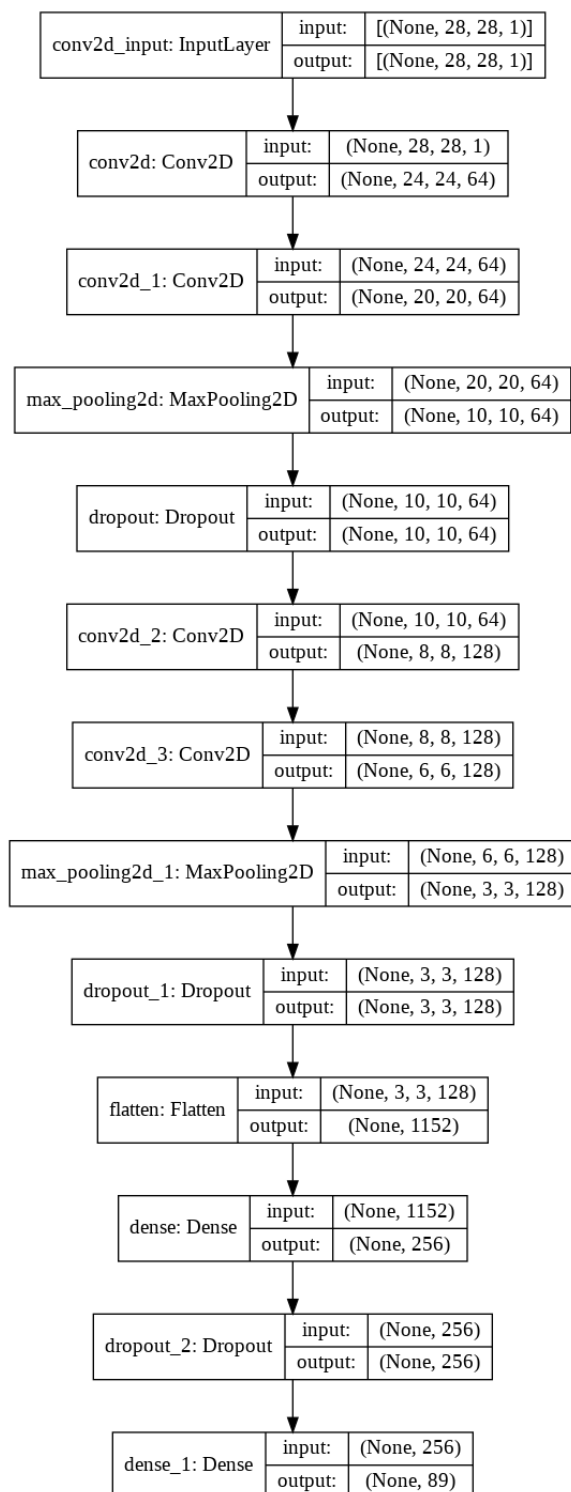 conv2d_input: InputLayer
input: [(None, 28, 28, 1)]
output: [(None, 28, 28, 1)]
conv2d: Conv2D
input: (None, 28, 28, 1)
output: (None, 24, 24, 64)
conv2d_1: Conv2D
input: (None, 24, 24, 64)
output: (None, 20, 20, 64)
max_pooling2d: MaxPooling2D
input: (None, 20, 20, 64)
output: (None, 10, 10, 64)
dropout: Dropout
input: (None, 10, 10, 64)
output: (None, 10, 10, 64)
conv2d_2: Conv2D
input: (None, 10, 10, 64)
output: (None, 8, 8, 128)
conv2d_3: Conv2D
input: (None, 8, 8, 128)
output: (None, 6, 6, 128)
max_pooling2d_1: MaxPooling2D
input: (None, 6, 6, 128)
output: (None, 3, 3, 128)
dropout_1: Dropout
input: (None, 3, 3, 128)
output: (None, 3, 3, 128)
flatten: Flatten
input: (None, 3, 3, 128)
output: (None, 1152)
dense: Dense
input: (None, 1152)
output: (None, 256)
dropout_2: Dropout
input: (None, 256)
output: (None, 256)
dense_1: Dense
input: (None, 256)
output: (None, 89)